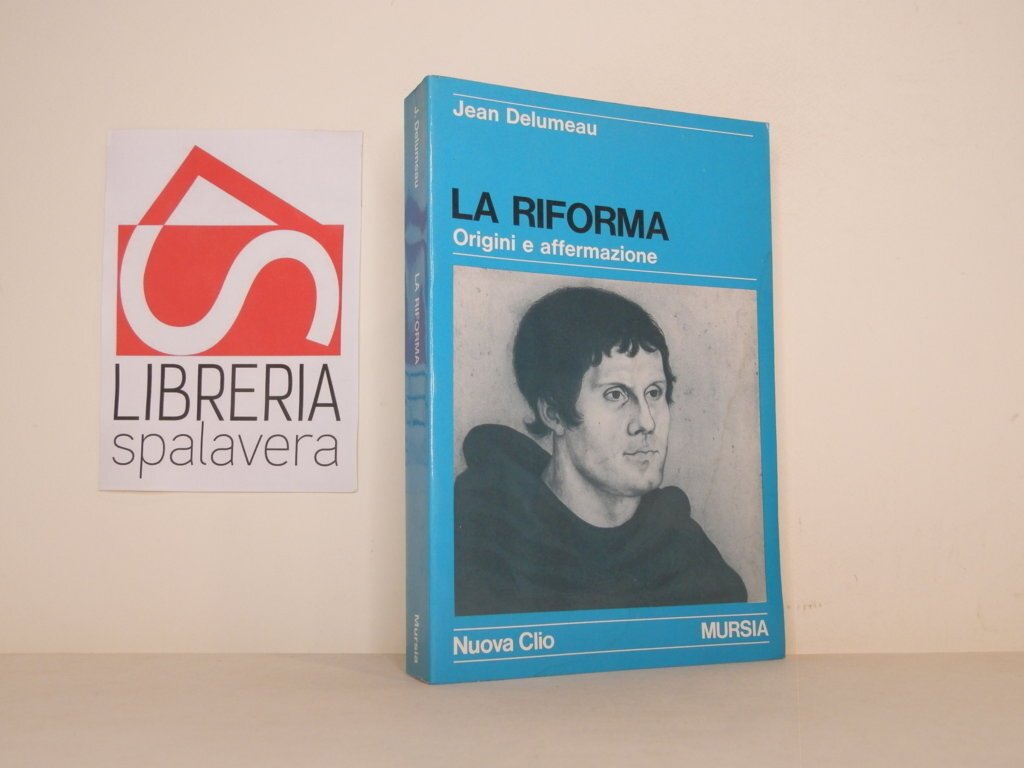 LIBRERIA
spalavera
J. Delumeau
LA RIFORMA
Mursia
Jean Delumeau
LA RIFORMA
Origini e affermazione
Nuova Clio
MURSIA